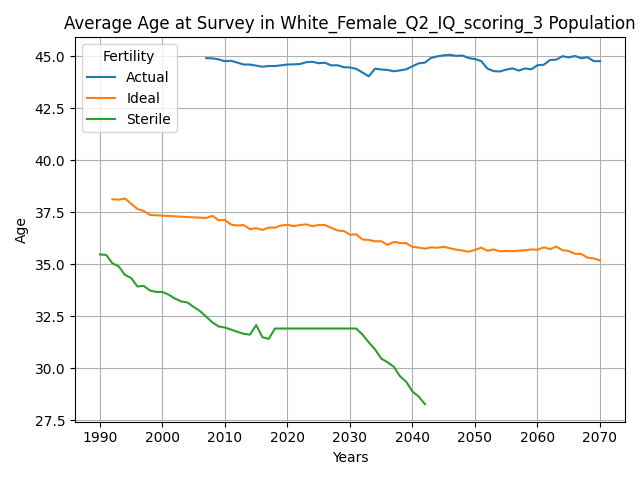 Average Age at Survey in White_Female_Q2_IQ_scoring_3 Population
Fertility
Actual
Ideal
Sterile
45.0
42.5
40.0
37.5
35.0
32.5
30.0
27.5
Age
1990 2000 2010 2020 2030 2040 2050 2060 2070
Years